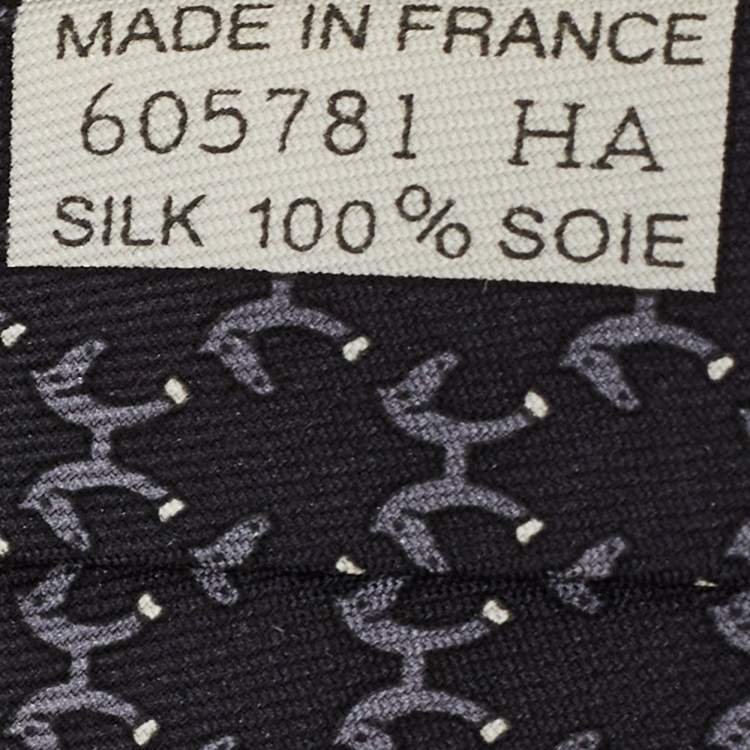 MADE IN FRANCE
605781 HA
SILK 100% SOIE